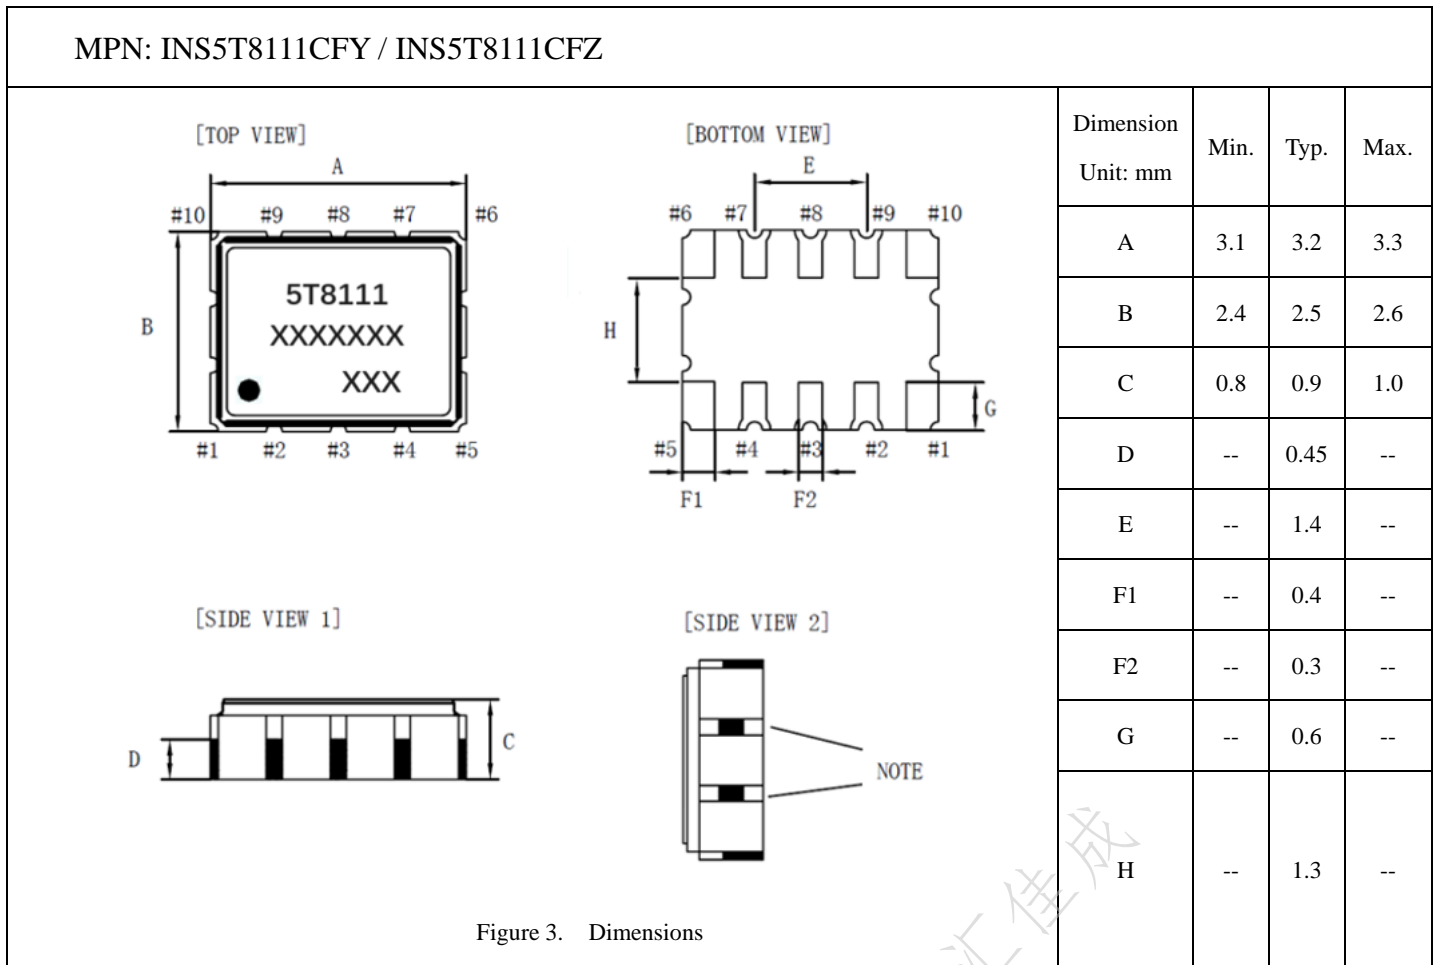 MPN: INS5T8111CFY / INS5T8111CFZ
[TOP VIEW]
A
#10 #9 #8 #7 #6
B
5T8111
XXXXXXX
XXX
#1 #2 #3 #4 #5
[BOTTOM VIEW]
E
#6 #7 #8 #9 #10
H
G
#5 #4 #3 #2 #1
F1 F2
[SIDE VIEW 1]
D
C
[SIDE VIEW 2]
NOTE
Figure 3. Dimensions
Dimension
Unit: mm
Min. Typ. Max.
A 3.1 3.2 3.3
B 2.4 2.5 2.6
C 0.8 0.9 1.0
D -- 0.45 --
E -- 1.4 --
F1 -- 0.4 --
F2 -- 0.3 --
G -- 0.6 --
H -- 1.3 --
汇佳成